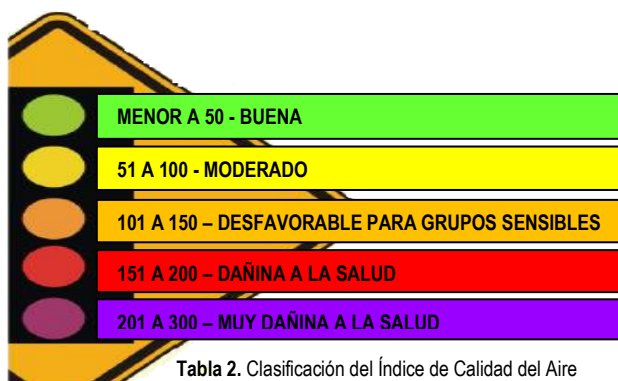 MENOR A 50 - BUENA
51 A 100 - MODERADO
101 A 150 – DESFAVORABLE PARA GRUPOS SENSIBLES
151 A 200 – DAÑINA A LA SALUD
201 A 300 – MUY DAÑINA A LA SALUD
Tabla 2. Clasificación del Índice de Calidad del Aire